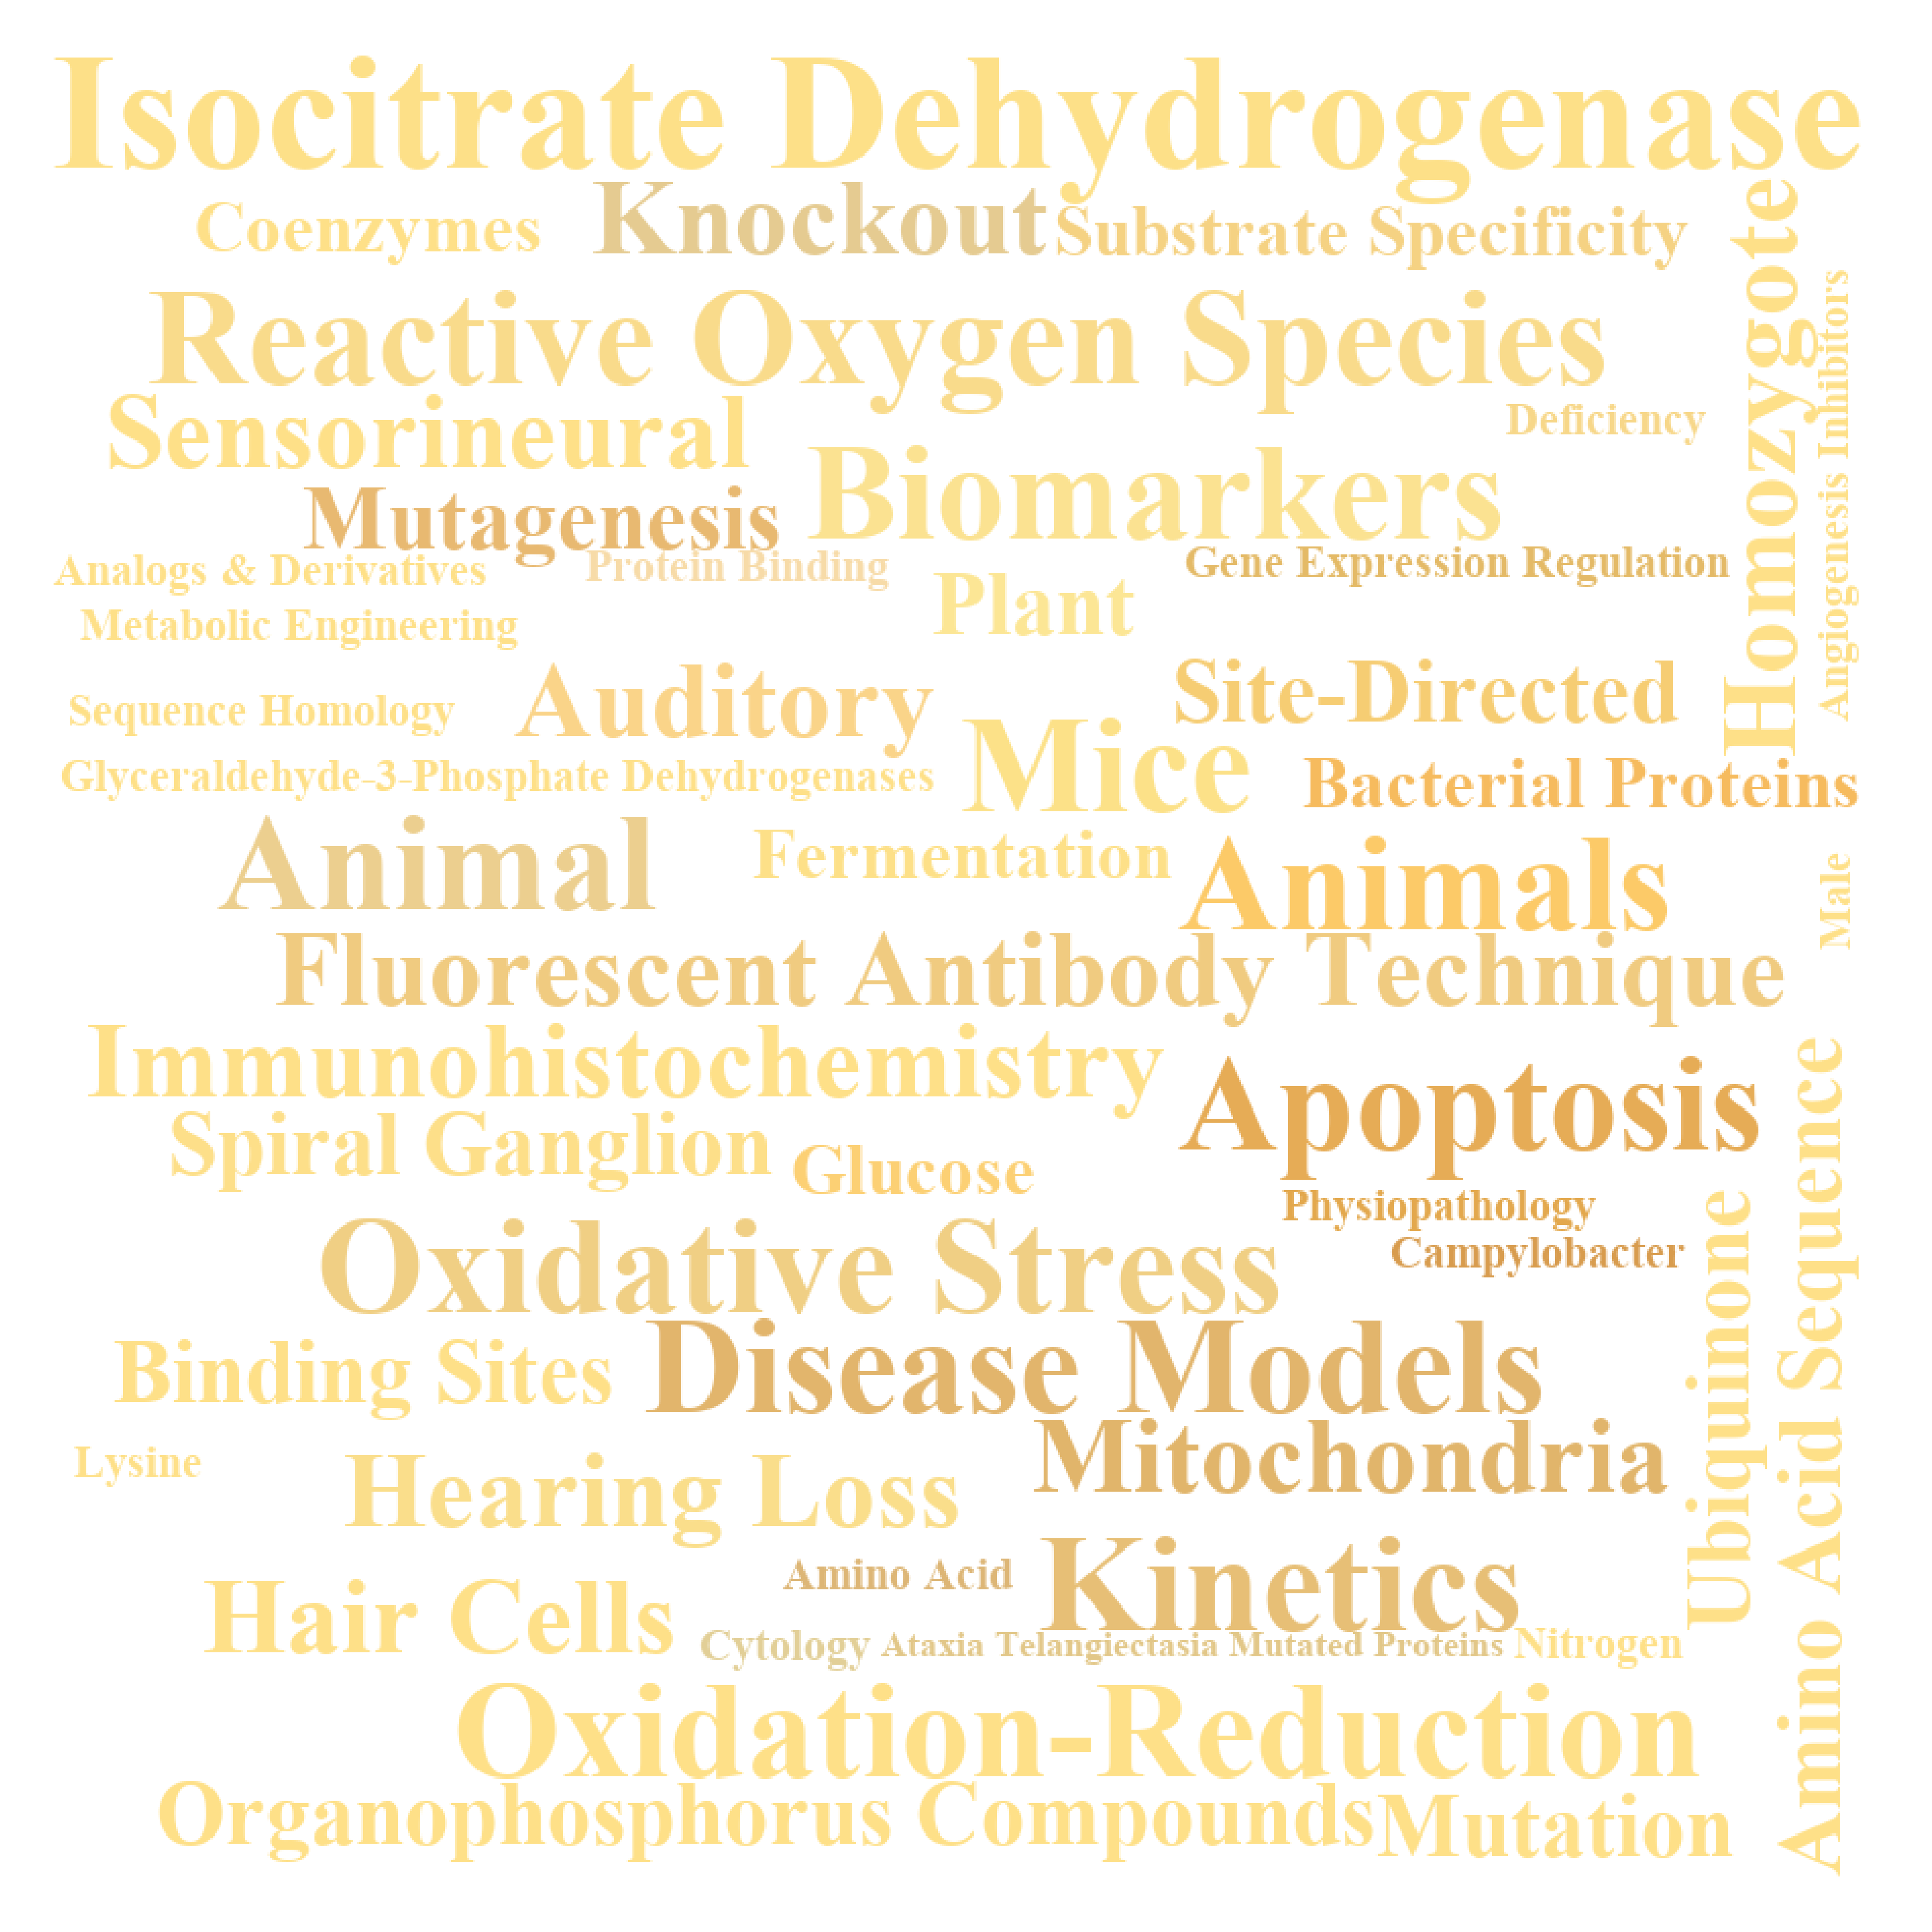 Isocitrate Dehydrogenase
Coenzymes
Knockout
Substrate Specificity
Homozygote
Angiogenesis Inhibitors
Reactive Oxygen Species
Sensorineural
Deficiency
Biomarkers
Mutagenesis
Analogs & Derivatives
Protein Binding
Gene Expression Regulation
Plant
Metabolic Engineering
Auditory
Site-Directed
Sequence Homology
Mice
Glyceraldehyde-3-Phosphate Dehydrogenases
Bacterial Proteins
Animal
Fermentation
Animals
Male
Fluorescent Antibody Technique
Immunohistochemistry
Apoptosis
Amino Acid Sequence
Spiral Ganglion
Glucose
Physiopathology
Ubiquinone
Oxidative Stress
Campylobacter
Binding Sites
Disease Models
Mitochondria
Lysine
Hearing Loss
Kinetics
Amino Acid
Hair Cells
Cytology
Ataxia Telangiectasia Mutated Proteins
Nitrogen
Oxidation-Reduction
Organophosphorus Compounds
Mutation